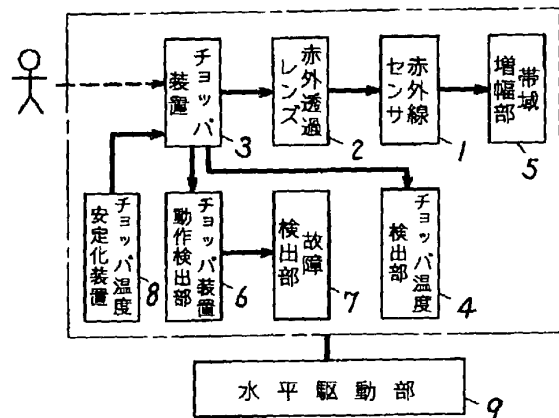 チョッパ
装置
3
赤外透過
レンズ
2
赤外線
センサ
1
帯域
増幅部
5
チョッパ温度
安定化装置
8
チョッパ装置
動作検出部
6
故障
検出部
7
チョッパ温度
検出部
4
水平駆動部
9